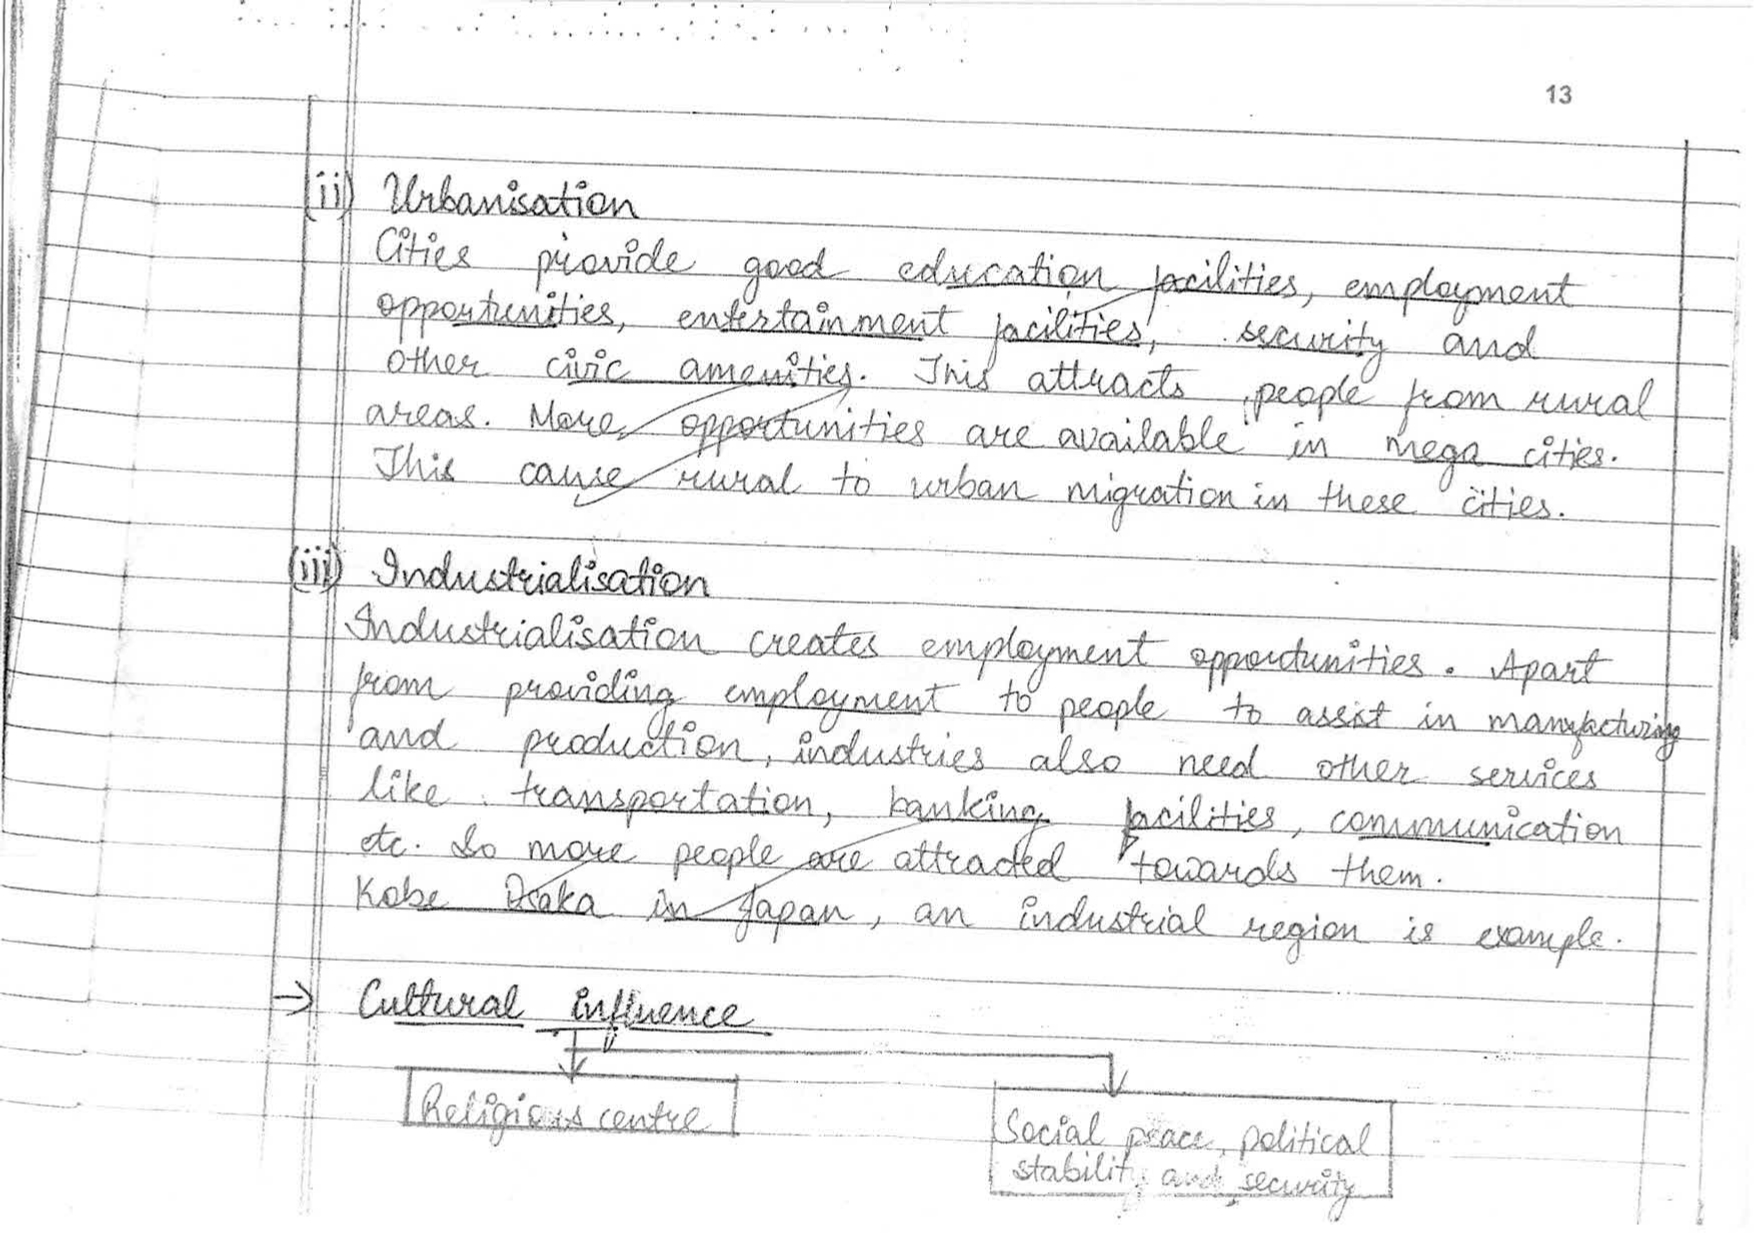 13
(ii) Urbanisation
Cities provide good education facilities, employment
opportunities, entertainment facilities, security and
other civic amenities. This attracts people from rural
areas. More opportunities are available in mega cities.
This cause rural to urban migration in these cities.
(iii) Industrialisation
Industrialisation creates employment opportunities. Apart
from providing employment to people to assist in manufacturing
and production, industries also need other services
like transportation, banking facilities, communication
etc. So more people are attracted towards them.
Kobe Osaka in Japan, an industrial region is example.
→ Cultural influence
Religious centre
Social peace, political
stability and security